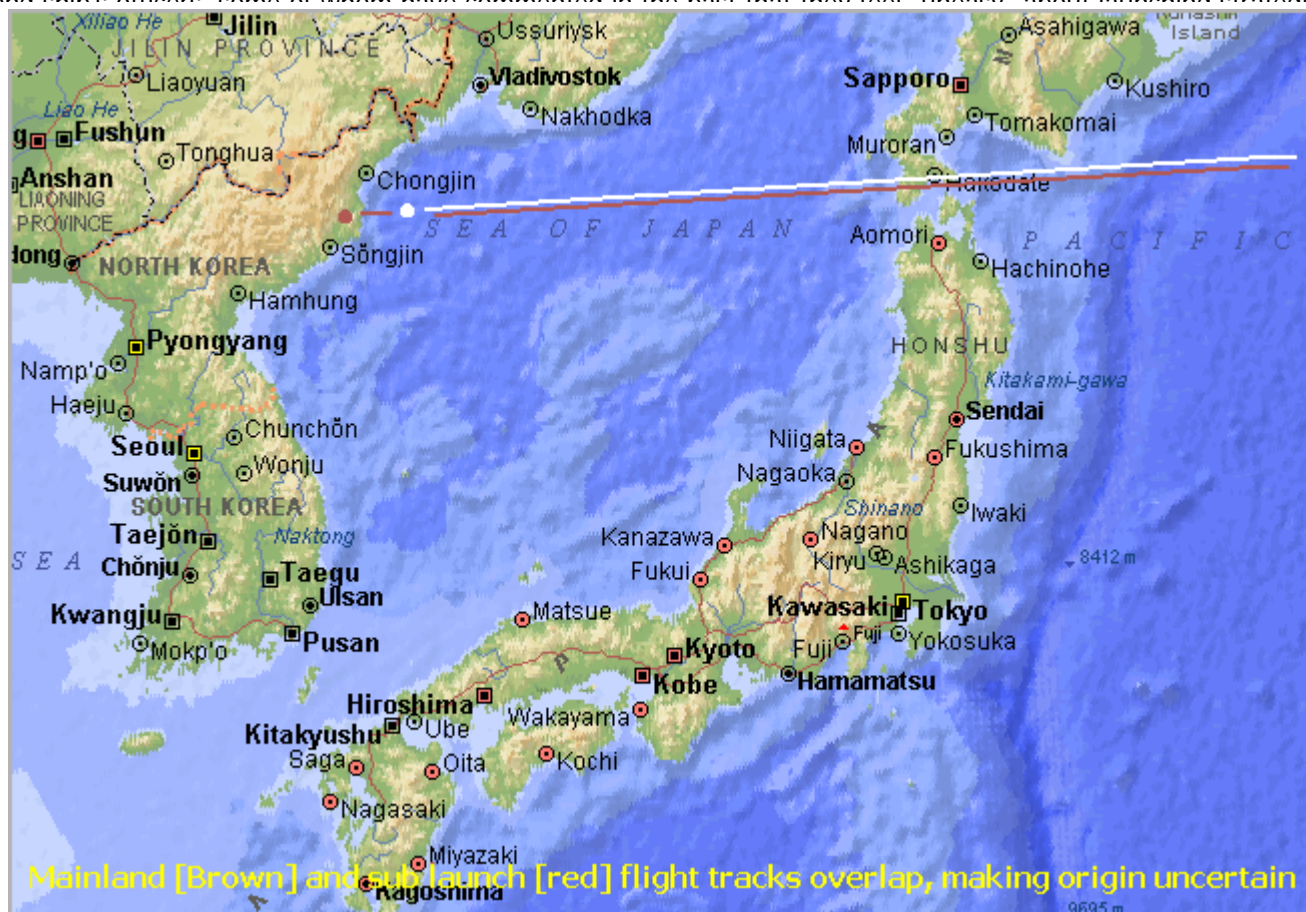 Xiliao He
Jilin
JILIN PROVINCE
Liaoyuan
Ussuriysk
Vladivostok
Nakhodka
Asahigawa
Island
Sapporo
Kushiro
Tomakomai
Muroran
Liao He
g
Fushun
Tonghua
Anshan
LIAONING
PROVINCE
Chongjin
Hakodate
SEA OF JAPAN
Aomori
PACIFIC
Hachinohe
dong
NORTH KOREA
Sŏngjin
Hamhung
Pyongyang
Namp'o
Haeju
HONSHU
Kitakami-gawa
Sendai
Chunchŏn
Seoul
Wonju
Suwŏn
SOUTH KOREA
Niigata
Fukushima
Nagaoka
Shinano
Iwaki
Taejŏn
Naktong
Kanazawa
Nagano
SEA
Chŏnju
Taegu
Fukui
Kiryu
Ashikaga
8412 m
Ulsan
Kwangju
Matsue
Kawasaki
Tokyo
Mokp'o
Pusan
Kyoto
Fuji
Fuji
Yokosuka
Kobe
Hamamatsu
Hiroshima
Wakayama
Kitakyushu
Ube
Saga
Oita
Kochi
Nagasaki
Miyazaki
Mainland [Brown] and sub launch [red] flight tracks overlap, making origin uncertain
Kagoshima
9695 m